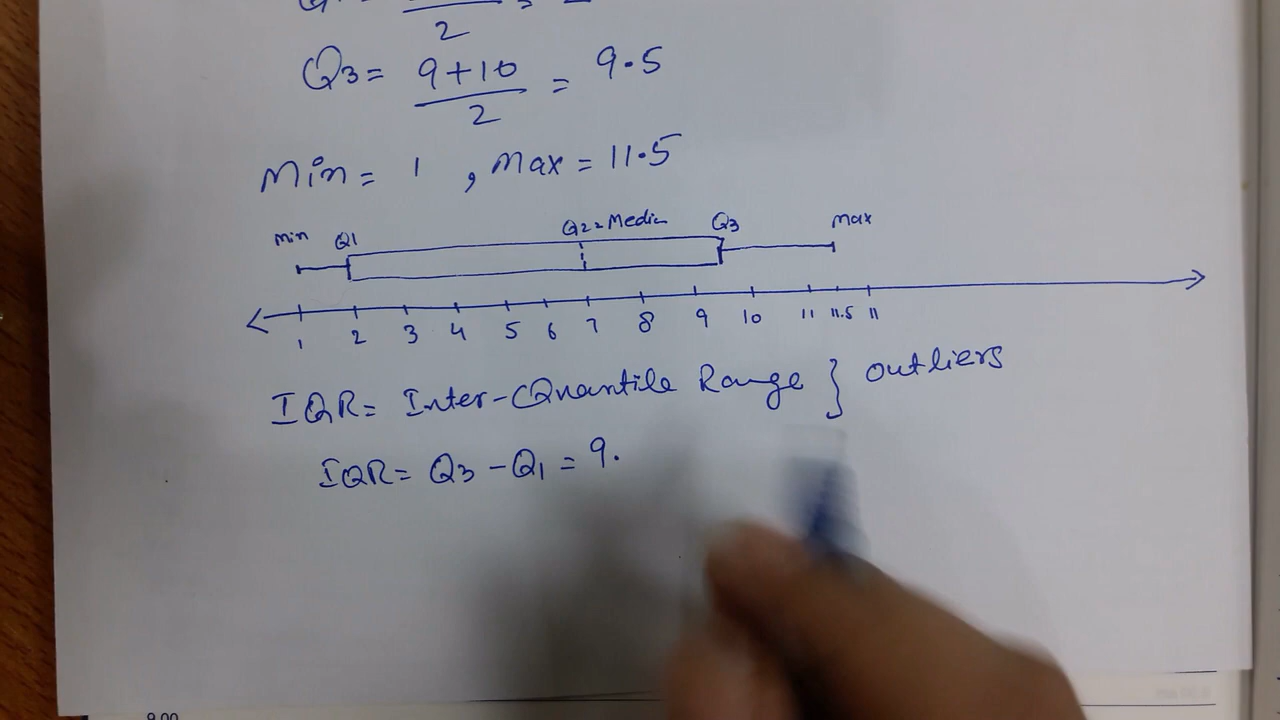 2
Q3 = 9+10 / 2 = 9.5
Min = 1 , Max = 11.5
min Q1 Q2 = Media Q3 max
1 2 3 4 5 6 7 8 9 10 11 11.5 11
IQR = Inter-Quantile Range } outliers
IQR = Q3 - Q1 = 9.